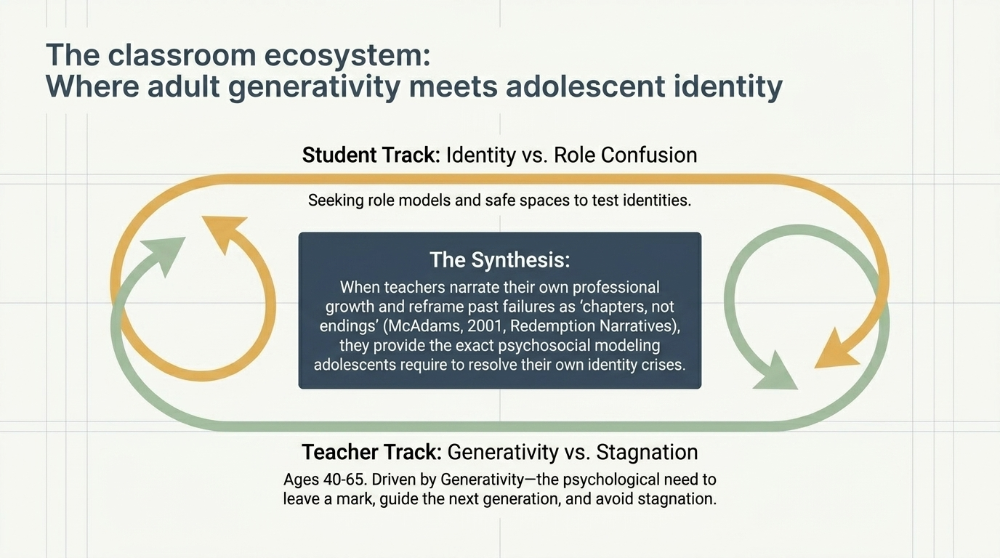 The classroom ecosystem:
Where adult generativity meets adolescent identity
Student Track: Identity vs. Role Confusion
Seeking role models and safe spaces to test identities.
The Synthesis:
When teachers narrate their own professional
growth and reframe past failures as ‘chapters, not
endings’ (McAdams, 2001, Redemption Narratives),
they provide the exact psychosocial modeling
adolescents require to resolve their own identity crises.
Teacher Track: Generativity vs. Stagnation
Ages 40-65. Driven by Generativity—the psychological need to
leave a mark, guide the next generation, and avoid stagnation.